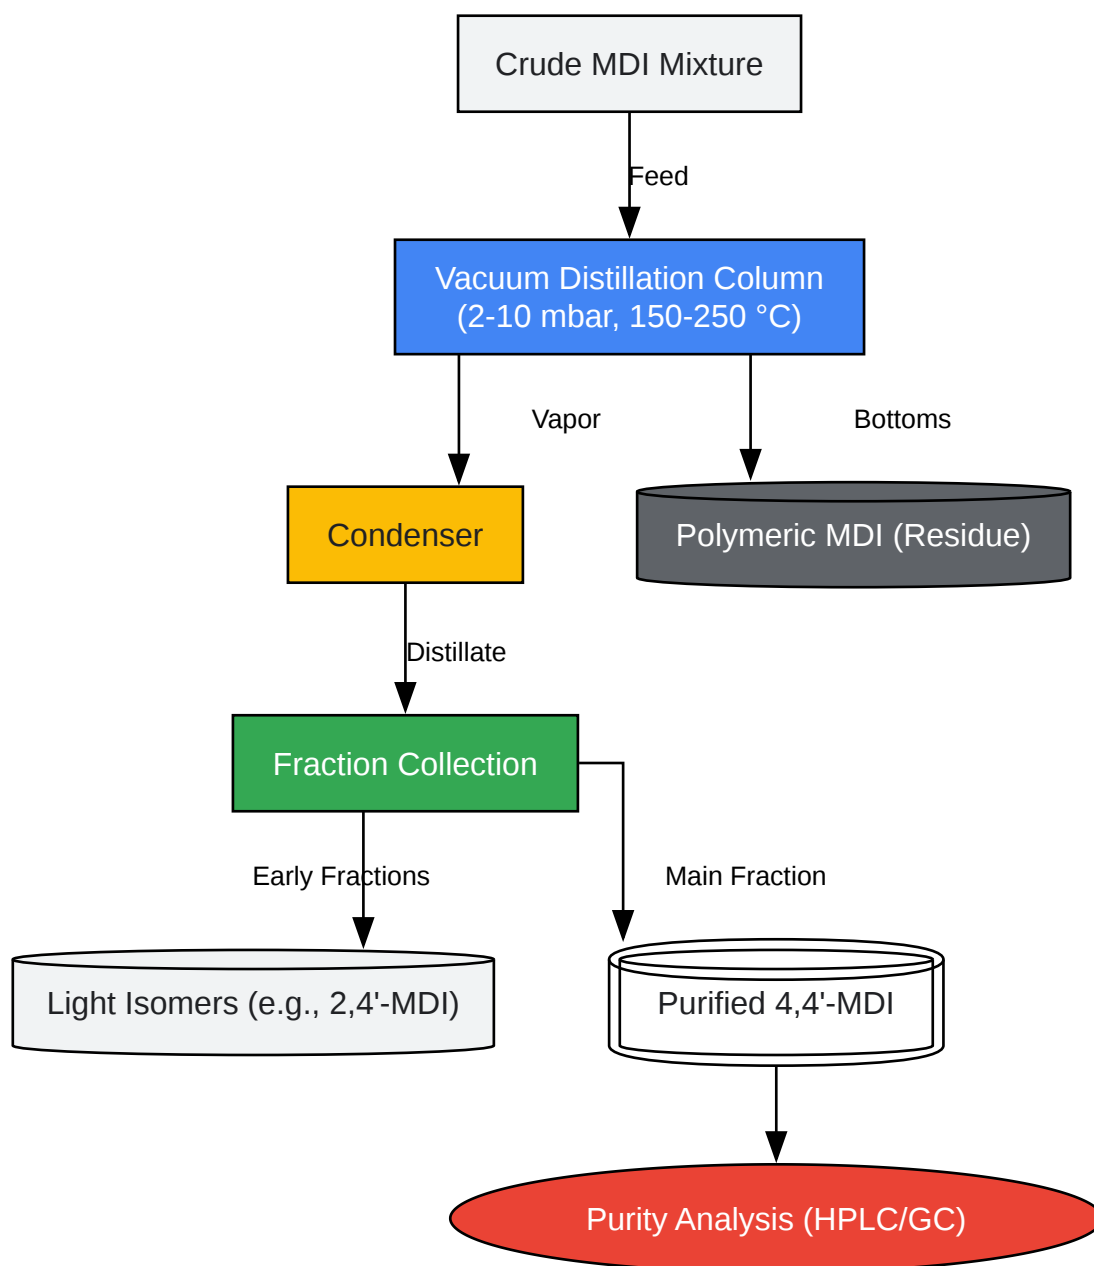 Crude MDI Mixture
Feed
Vacuum Distillation Column
(2-10 mbar, 150-250 °C)
Vapor
Bottoms
Condenser
Polymeric MDI (Residue)
Distillate
Fraction Collection
Early Fractions
Main Fraction
Light Isomers (e.g., 2,4'-MDI)
Purified 4,4'-MDI
Purity Analysis (HPLC/GC)